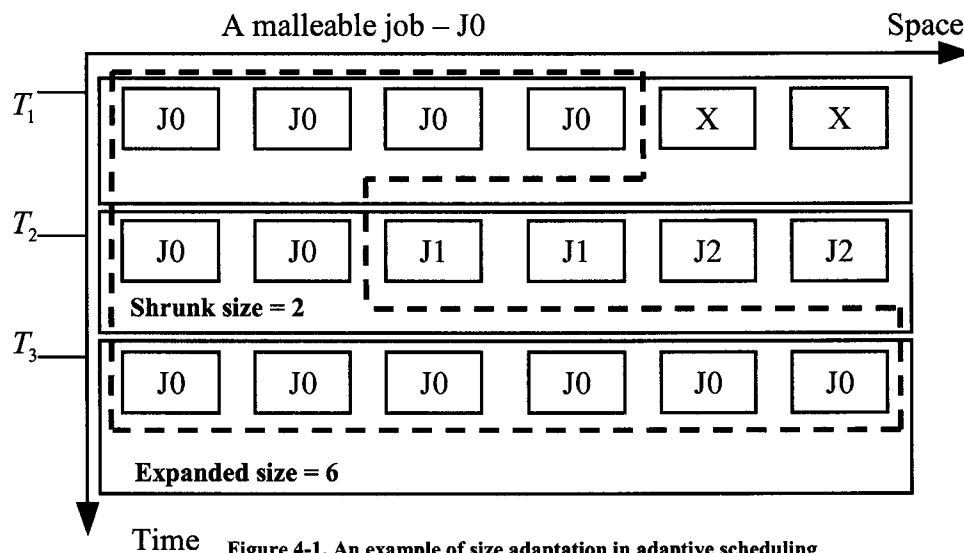 A malleable job – J0
Space
T1
J0 J0 J0 J0 X X
T2
J0 J0 J1 J1 J2 J2
Shrunk size = 2
T3
J0 J0 J0 J0 J0 J0
Expanded size = 6
Time
Figure 4-1. An example of size adaptation in adaptive scheduling